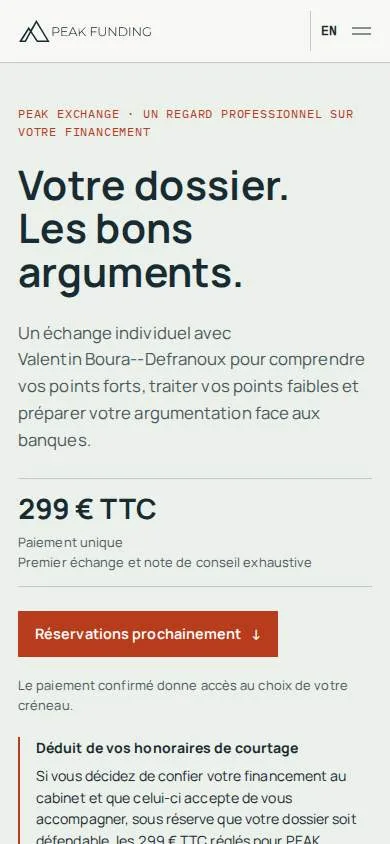 PEAK FUNDING
EN
PEAK EXCHANGE · UN REGARD PROFESSIONNEL SUR
VOTRE FINANCEMENT
Votre dossier.
Les bons
arguments.
Un échange individuel avec
Valentin Boura--Defranoux pour comprendre
vos points forts, traiter vos points faibles et
préparer votre argumentation face aux
banques.
299 € TTC
Paiement unique
Premier échange et note de conseil exhaustive
Réservations prochainement ↓
Le paiement confirmé donne accès au choix de votre
créneau.
Déduit de vos honoraires de courtage
Si vous décidez de confier votre financement au
cabinet et que celui-ci accepte de vous
accompagner, sous réserve que votre dossier soit
défendable, les 299 € TTC réglés pour PEAK